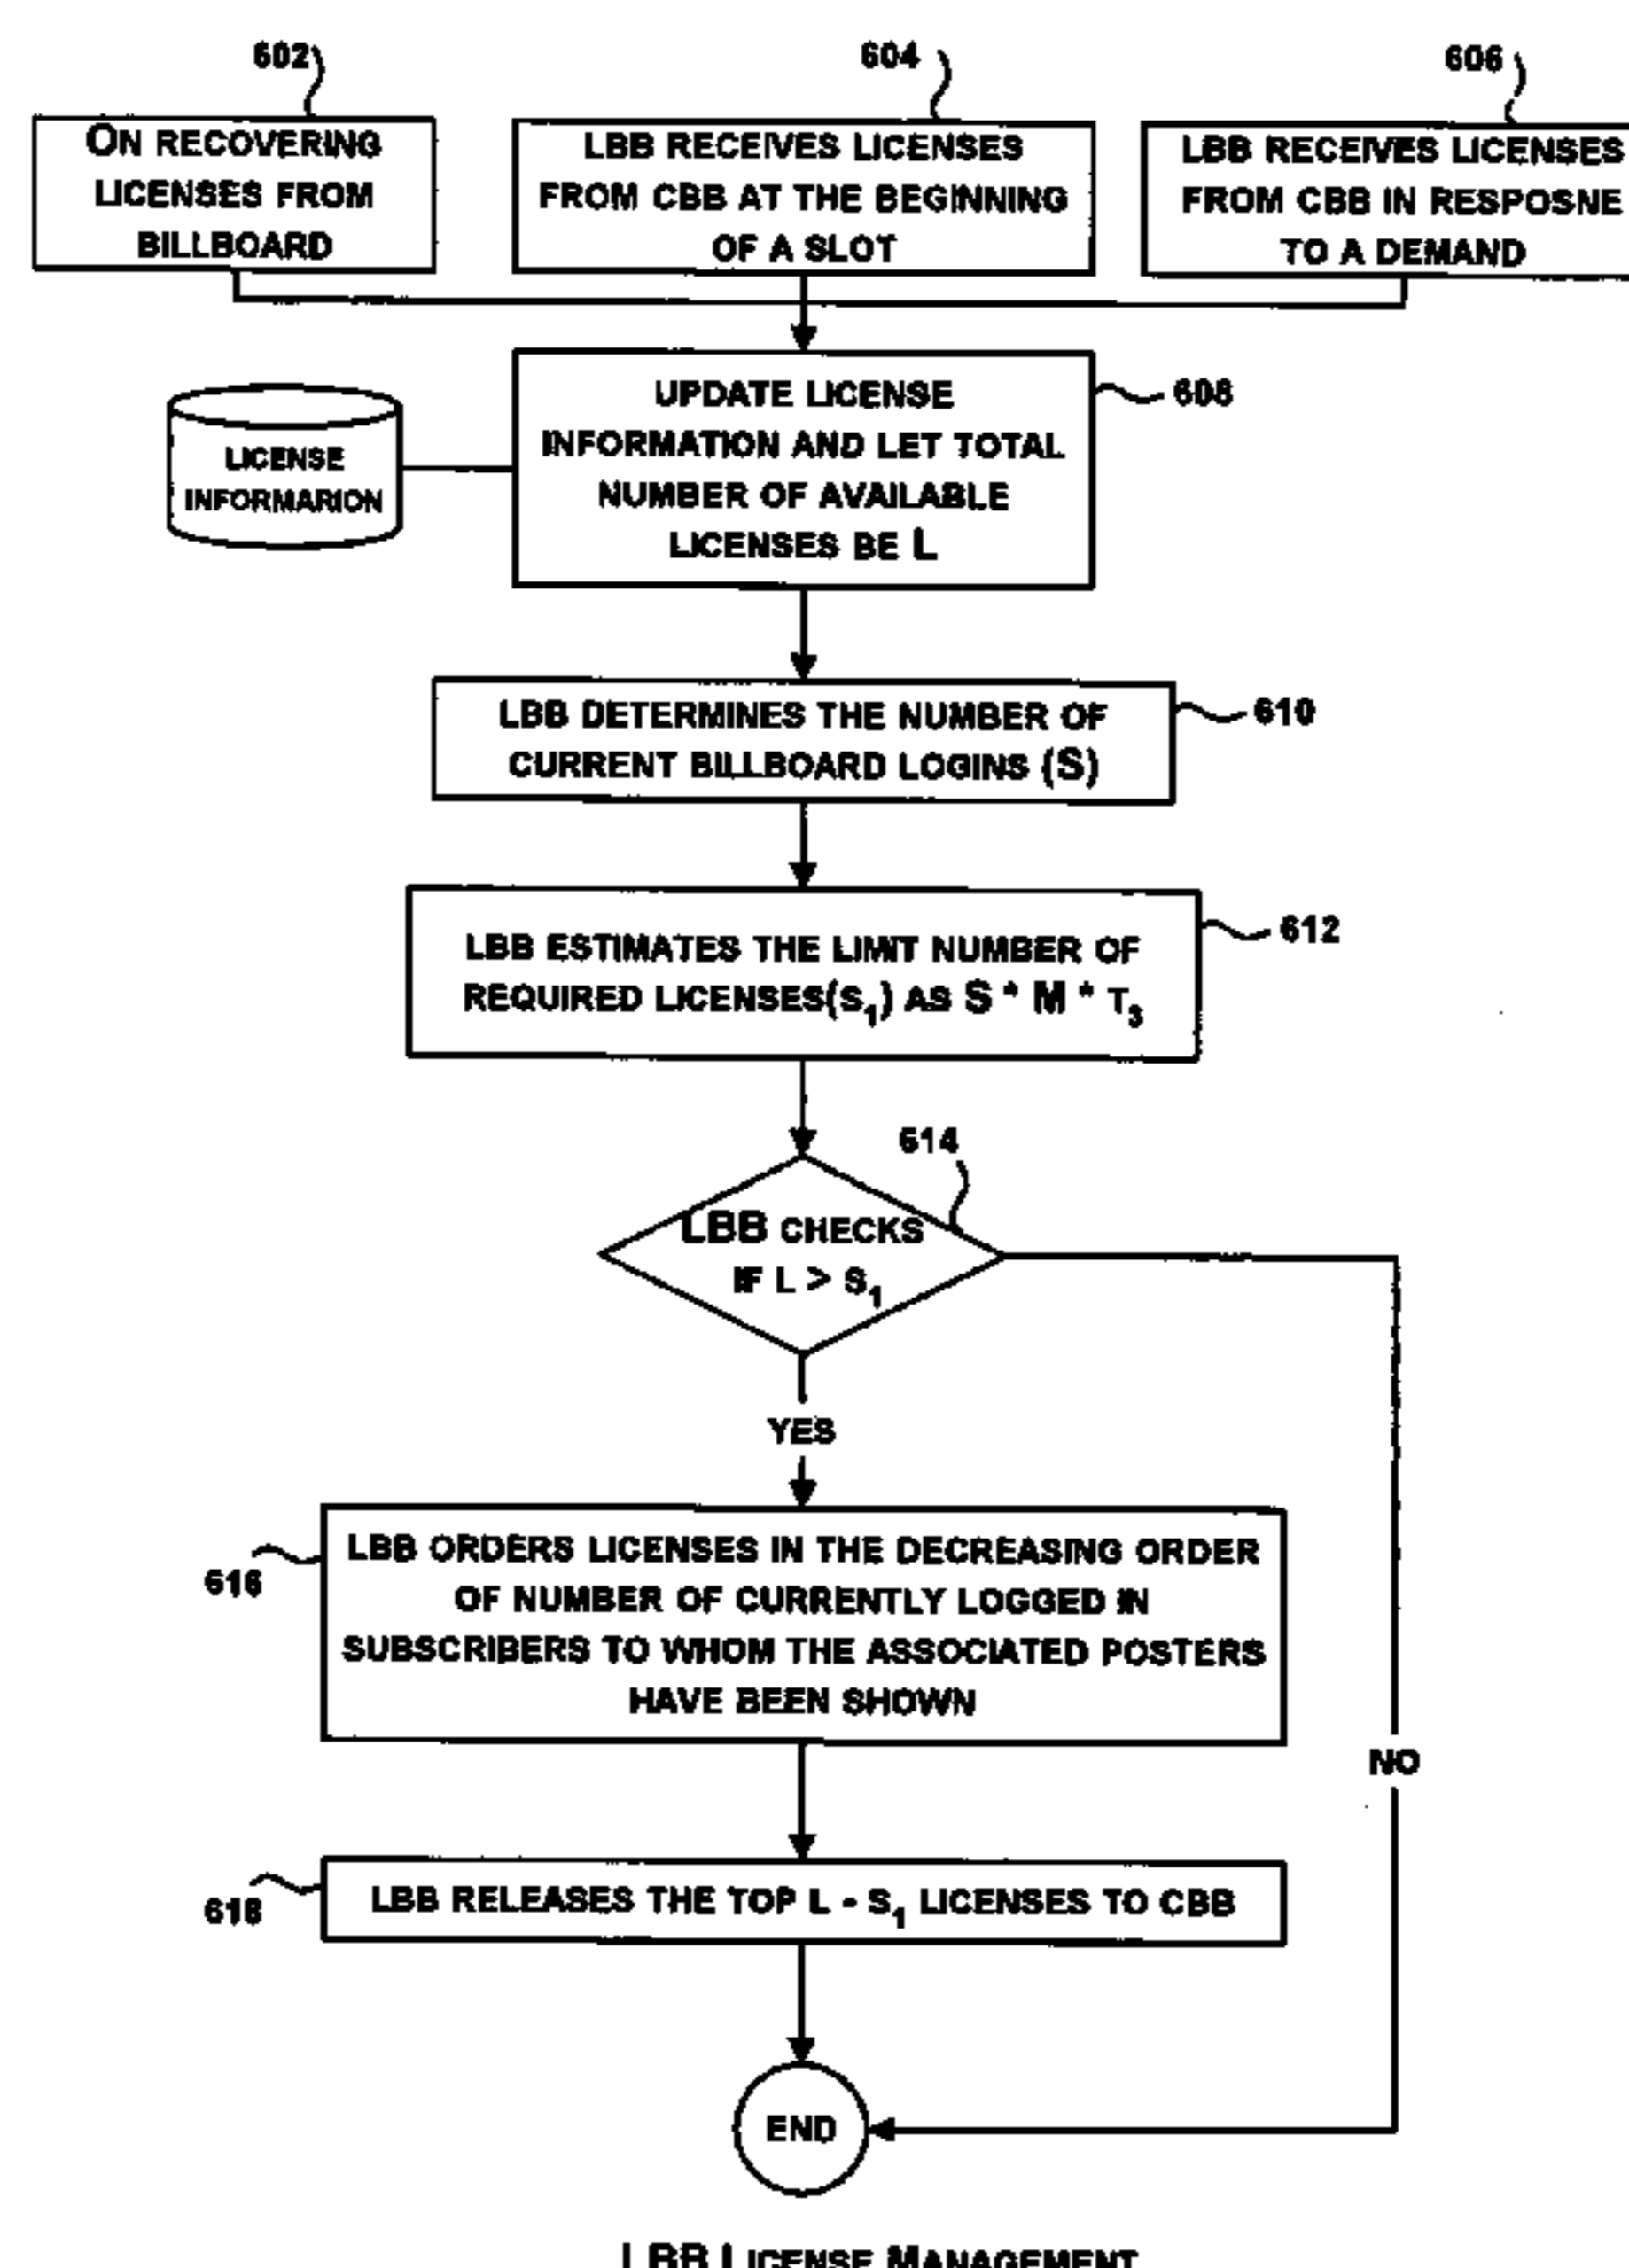 602
604
606
ON RECOVERING
LICENSES FROM
BILLBOARD
LBB RECEIVES LICENSES
FROM CBB AT THE BEGINNING
OF A SLOT
LBB RECEIVES LICENSES
FROM CBB IN RESPOSNE
TO A DEMAND
LICENSE
INFORMARION
UPDATE LICENSE
INFORMATION AND LET TOTAL
NUMBER OF AVAILABLE
LICENSES BE L
608
LBB DETERMINES THE NUMBER OF
CURRENT BILLBOARD LOGINS (S)
610
LBB ESTIMATES THE LIMIT NUMBER OF
REQUIRED LICENSES(S₁) AS S * M * T₃
612
614
LBB CHECKS
IF L > S₁
YES
NO
616
LBB ORDERS LICENSES IN THE DECREASING ORDER
OF NUMBER OF CURRENTLY LOGGED IN
SUBSCRIBERS TO WHOM THE ASSOCIATED POSTERS
HAVE BEEN SHOWN
618
LBB RELEASES THE TOP L - S₁ LICENSES TO CBB
END
LBB LICENSE MANAGEMENT